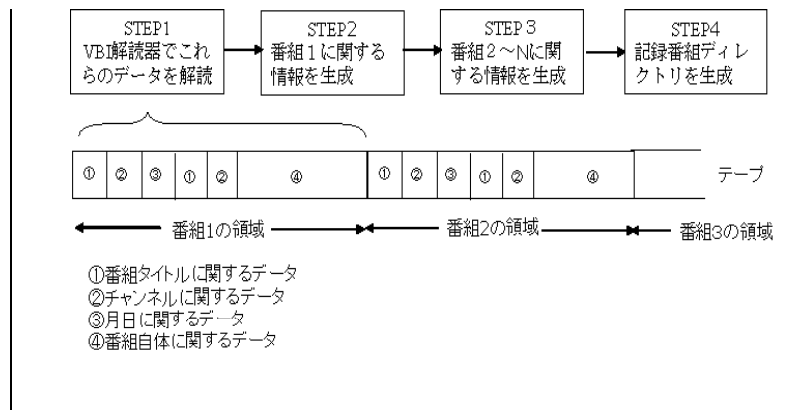 STEP1
VBI解読器でこれ
らのデータを解読
STEP2
番組1に関する
情報を生成
STEP3
番組2～Nに関
する情報を生成
STEP4
記録番組ディレ
クトリを生成
① ② ③ ① ② ④ ① ② ③ ① ② ④ テープ
番組1の領域 番組2の領域 番組3の領域
①番組タイトルに関するデータ
②チャンネルに関するデータ
③月日に関するデータ
④番組自体に関するデータ